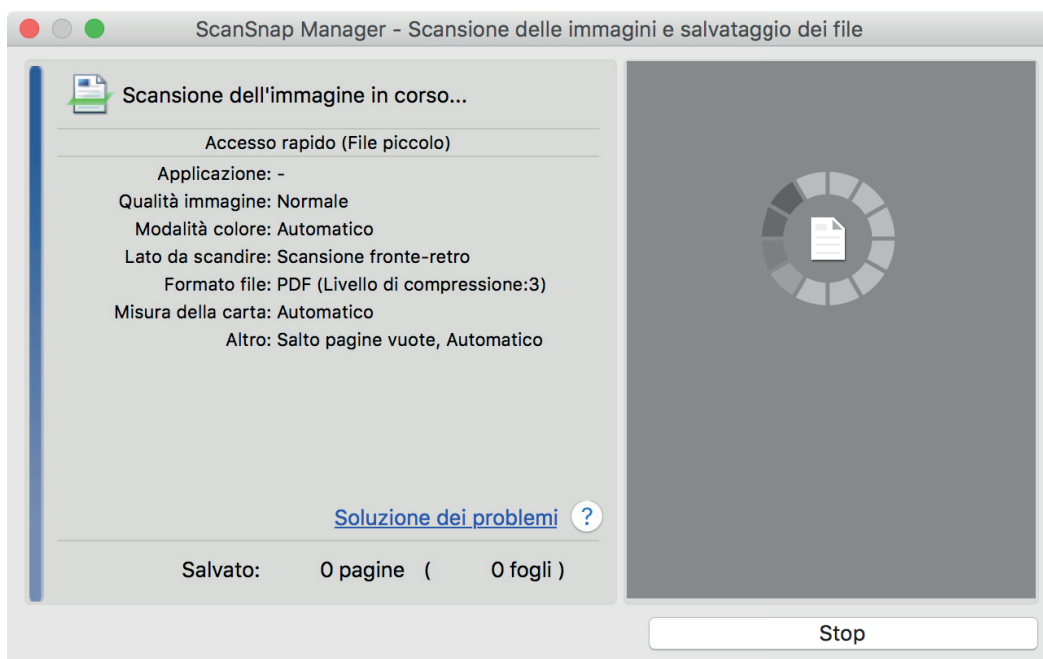 ScanSnap Manager - Scansione delle immagini e salvataggio dei file
Scansione dell'immagine in corso...
Accesso rapido (File piccolo)
Applicazione: -
Qualità immagine: Normale
Modalità colore: Automatico
Lato da scandire: Scansione fronte-retro
Formato file: PDF (Livello di compressione:3)
Misura della carta: Automatico
Altro: Salto pagine vuote, Automatico
Soluzione dei problemi ?
Salvato: 0 pagine ( 0 fogli )
Stop